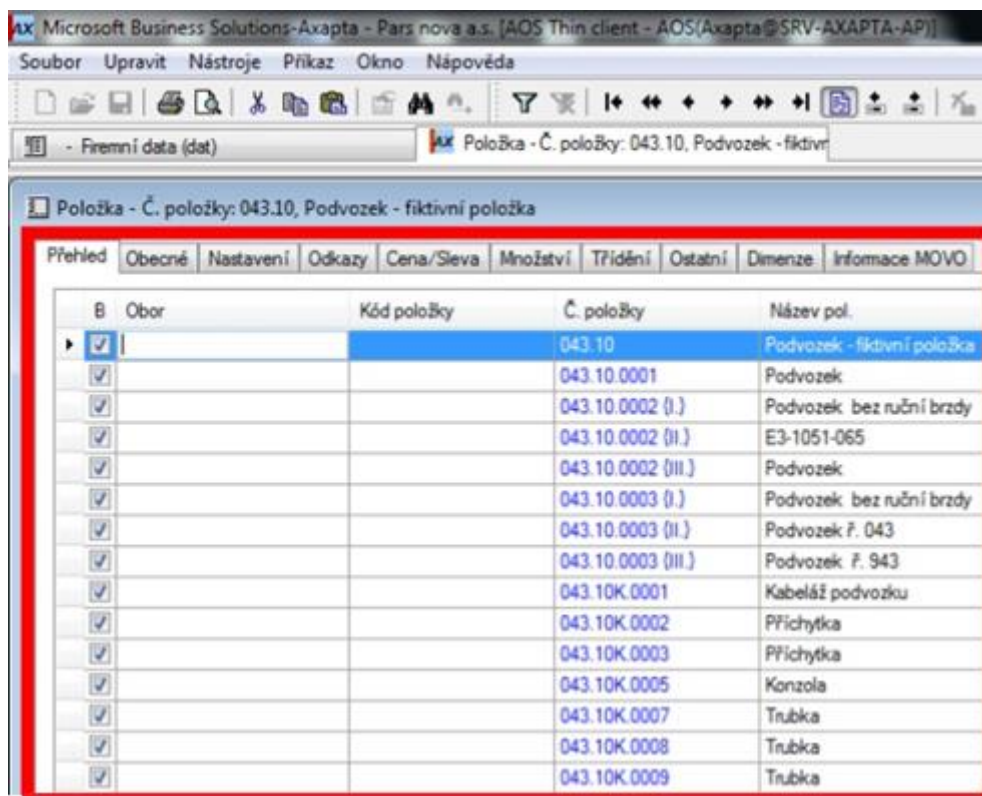 Microsoft Business Solutions-Axapta - Pars nova a.s. [AOS Thin client - AOS(Axapta@SRV-AXAPTA-AP)]
Soubor Upravit Nástroje Příkaz Okno Nápověda
- Firemní data (dat) Položka - Č. položky: 043.10, Podvozek - fiktivn
Položka - Č. položky: 043.10, Podvozek - fiktivní položka
Přehled Obecné Nastavení Odkazy Cena/Sleva Množství Třídění Ostatní Dimenze Informace MOVO
B Obor Kód položky Č. položky Název pol.
043.10 Podvozek - fiktivní položka
043.10.0001 Podvozek
043.10.0002 (I.) Podvozek bez ruční brzdy
043.10.0002 (II.) E3-1051-065
043.10.0002 (III.) Podvozek
043.10.0003 (I.) Podvozek bez ruční brzdy
043.10.0003 (II.) Podvozek ř. 043
043.10.0003 (III.) Podvozek ř. 943
043.10K.0001 Kabeláž podvozku
043.10K.0002 Příchytka
043.10K.0003 Příchytka
043.10K.0005 Konzola
043.10K.0007 Trubka
043.10K.0008 Trubka
043.10K.0009 Trubka